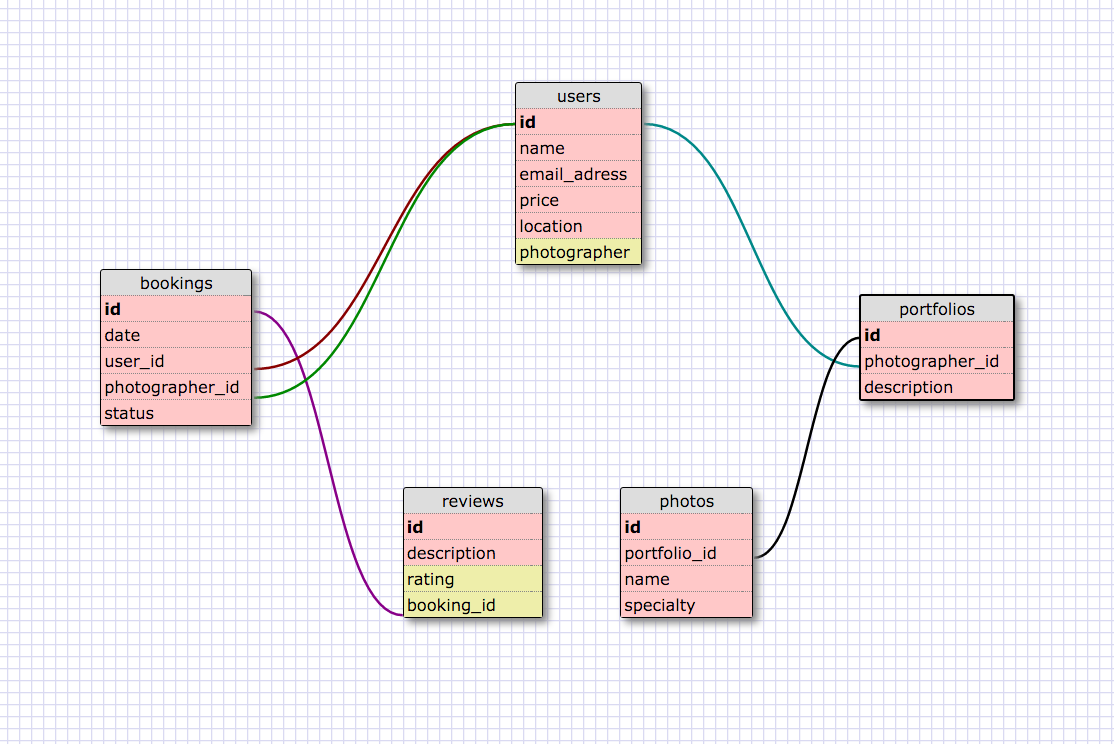 users
id
name
email_adress
price
location
photographer
bookings
id
date
user_id
photographer_id
status
portfolios
id
photographer_id
description
reviews
id
description
rating
booking_id
photos
id
portfolio_id
name
specialty